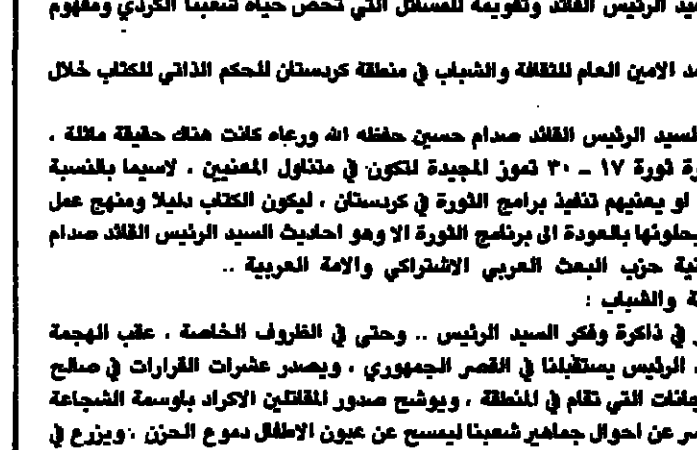 الرئيس القائد وتقويمه للمسائل التي تخص حياة شعبنا الكردي ومفهوم
الامين العام للثقافة والشباب في منطقة كردستان للحكم الذاتي للكتاب خلال
السيد الرئيس القائد صدام حسين حفظه الله ورعاه كانت هناك حقيقة ماثلة .
ثورة ١٧ - ٣٠ تموز المجيدة لتكون في متناول المعنيين . لاسيما بالنسبة
لو يعنيهم تنفيذ برامج الثورة في كردستان ، ليكون الكتاب دليلا ومنهج عمل
بالعودة الى برنامج الثورة الا وهو احاديث السيد الرئيس القائد صدام
حزب البعث العربي الاشتراكي والامة العربية ..
والشباب :
في ذاكرة وفكر السيد الرئيس .. وحتى في الظروف الخاصة . عقب الهجمة
الرئيس يستقبلنا في القصر الجمهوري ، ويصدر عشرات القرارات في صالح
التي تقام في المنطقة ، ويوشح صدور المقاتلين الاكراد باوسمة الشجاعة
عن احوال جماهير شعبنا ليمسح عن عيون الاطفال دموع الحزن . ويزرع في